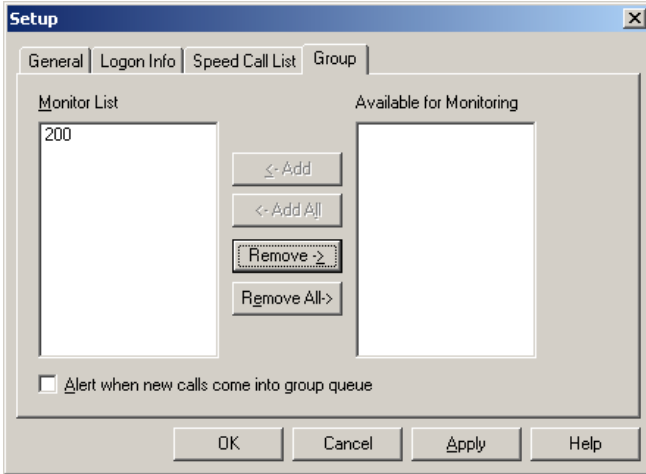 Setup
General
Logon Info
Speed Call List
Group
Monitor List
Available for Monitoring
200
<- Add
<- Add All
Remove ->
Remove All->
Alert when new calls come into group queue
OK
Cancel
Apply
Help